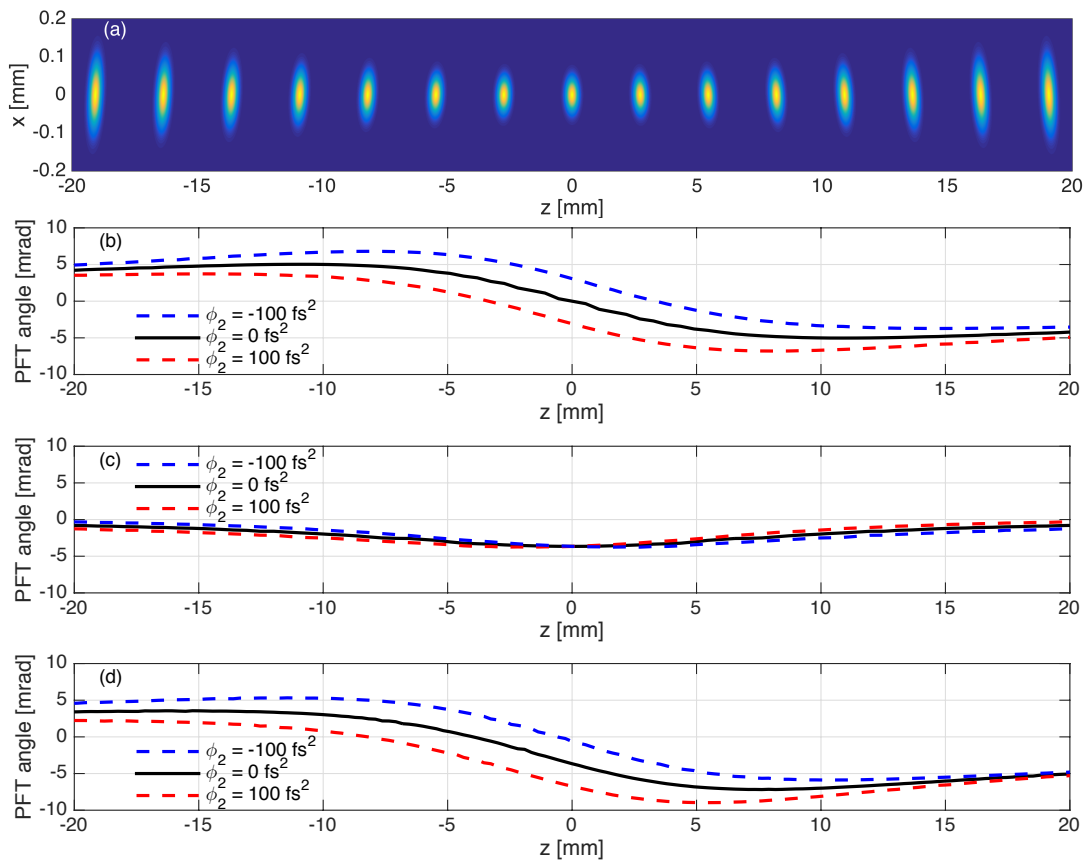 (a)
x [mm]
0.2
0.1
0
-0.1
-0.2
-20 -15 -10 -5 0 5 10 15 20
z [mm]
(b)
PFT angle [mrad]
10
5
0
-5
-10
ϕ₂ = -100 fs²
ϕ₂ = 0 fs²
ϕ₂ = 100 fs²
-20 -15 -10 -5 0 5 10 15 20
z [mm]
(c)
PFT angle [mrad]
10
5
0
-5
-10
ϕ₂ = -100 fs²
ϕ₂ = 0 fs²
ϕ₂ = 100 fs²
-20 -15 -10 -5 0 5 10 15 20
z [mm]
(d)
PFT angle [mrad]
10
5
0
-5
-10
ϕ₂ = -100 fs²
ϕ₂ = 0 fs²
ϕ₂ = 100 fs²
-20 -15 -10 -5 0 5 10 15 20
z [mm]